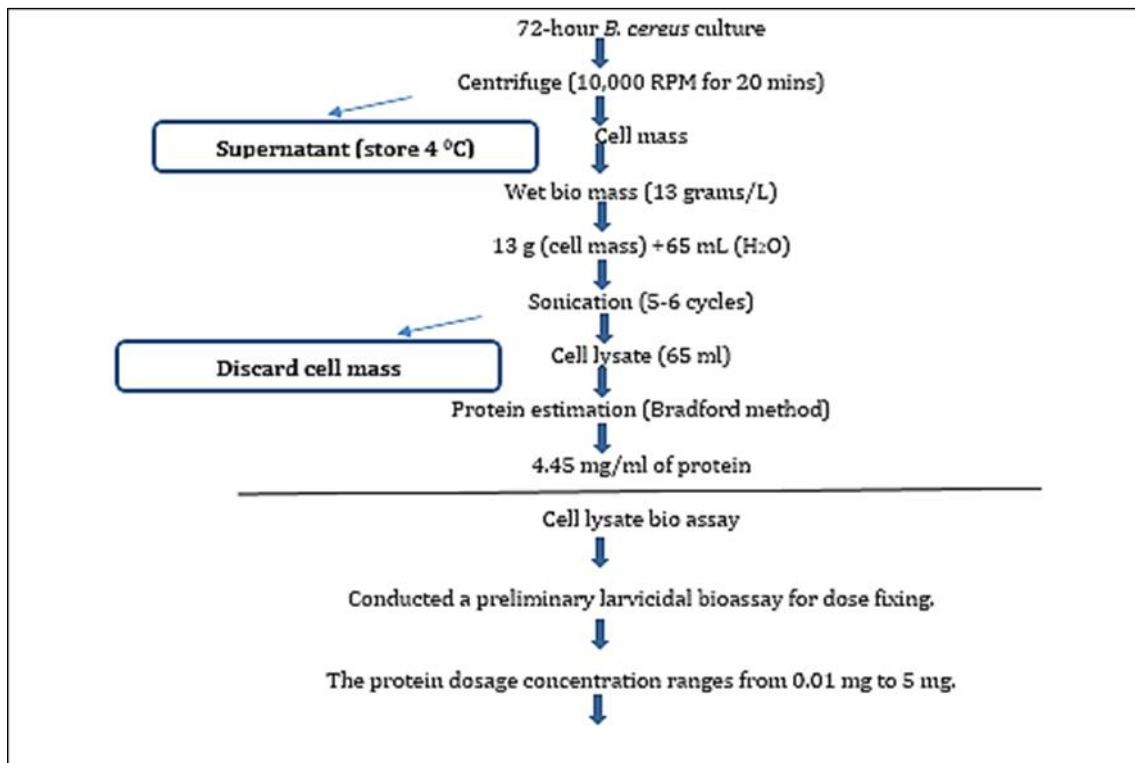 72-hour B. cereus culture
Centrifuge (10,000 RPM for 20 mins)
Supernatant (store 4 ⁰C)
Cell mass
Wet bio mass (13 grams/L)
13 g (cell mass) +65 mL (H₂O)
Sonication (5-6 cycles)
Discard cell mass
Cell lysate (65 ml)
Protein estimation (Bradford method)
4.45 mg/ml of protein
Cell lysate bio assay
Conducted a preliminary larvicidal bioassay for dose fixing.
The protein dosage concentration ranges from 0.01 mg to 5 mg.